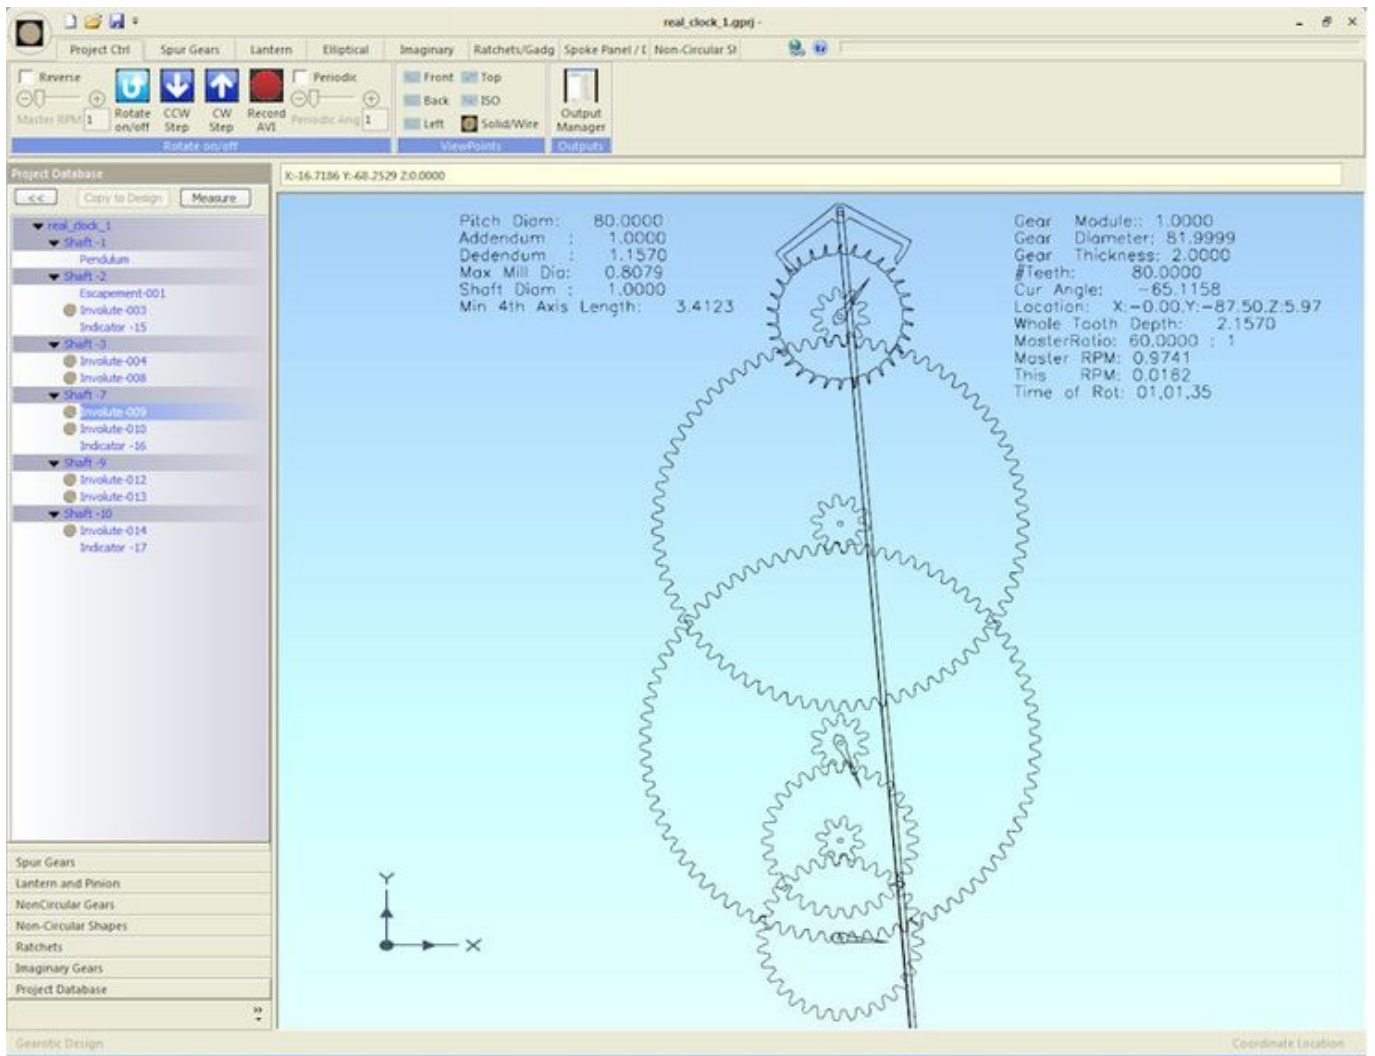 real_clock_1.gprj -
Project Ctrl Spur Gears Lantern Elliptical Imaginary Ratchets/Gadg Spoke Panel / I Non-Circular Sh
Reverse Periodic Front Top
Back ISO
Left Solid/Wire
Master RPM 1 Rotate on/off CCW Step CW Step Record AVI Periodic Ang 1 Output Manager
Rotate on/off ViewPoints Outputs
Project Database
X:-16.7186 Y:-68.2529 Z:0.0000
<< Copy to Design Measure
real_clock_1
Shaft -1
Pendulum
Shaft -2
Escapement-001
Involute-003
Indicator -15
Shaft -3
Involute-004
Involute-008
Shaft -7
Involute-009
Involute-010
Indicator -16
Shaft -9
Involute-012
Involute-013
Shaft -10
Involute-014
Indicator -17
Pitch Diam: 80.0000
Addendum : 1.0000
Dedendum : 1.1570
Max Mill Dia: 0.8079
Shaft Diam : 1.0000
Min 4th Axis Length: 3.4123
Gear Module:: 1.0000
Gear Diameter: 81.9999
Gear Thickness: 2.0000
#Teeth: 80.0000
Cur Angle: -65.1158
Location: X:-0.00,Y:-87.50,Z:5.97
Whole Tooth Depth: 2.1570
MasterRatio: 60.0000 : 1
Master RPM: 0.9741
This RPM: 0.0162
Time of Rot: 01,01,35
Y
X
Spur Gears
Lantern and Pinion
NonCircular Gears
Non-Circular Shapes
Ratchets
Imaginary Gears
Project Database
Gearotic Design
Coordinate Location